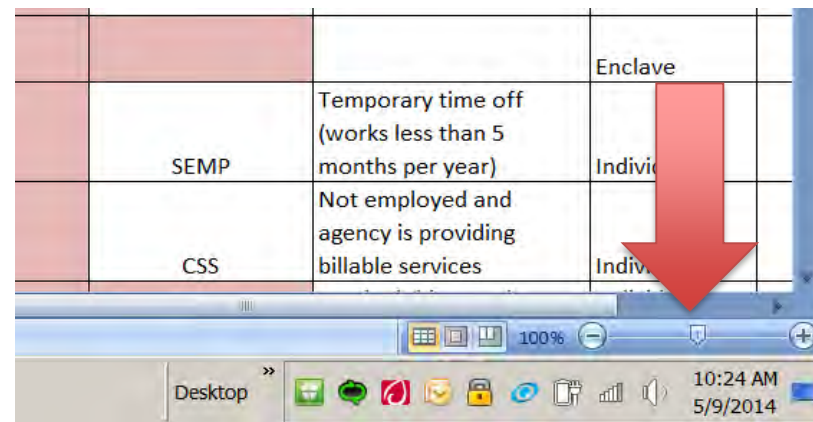 Enclave
Temporary time off
(works less than 5
SEMP months per year)
Not employed and
agency is providing
CSS billable services
100%
Desktop »
10:24 AM
5/9/2014